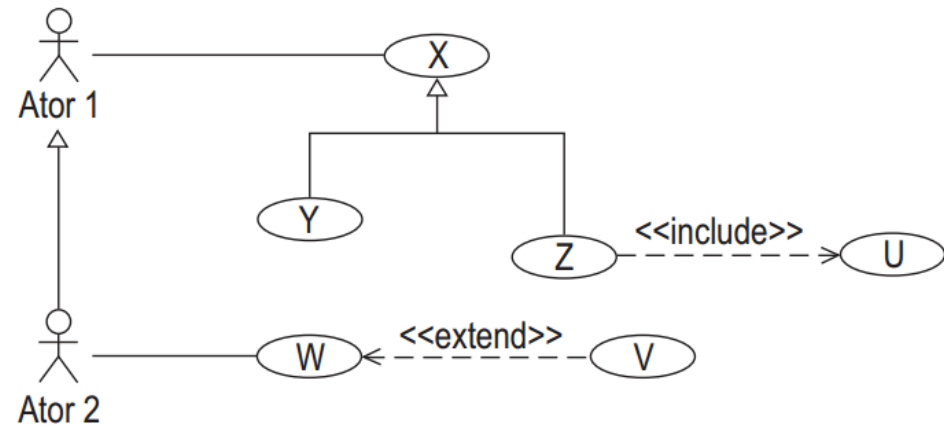 X
Ator 1
Y
Z
<<include>>
U
W
<<extend>>
V
Ator 2